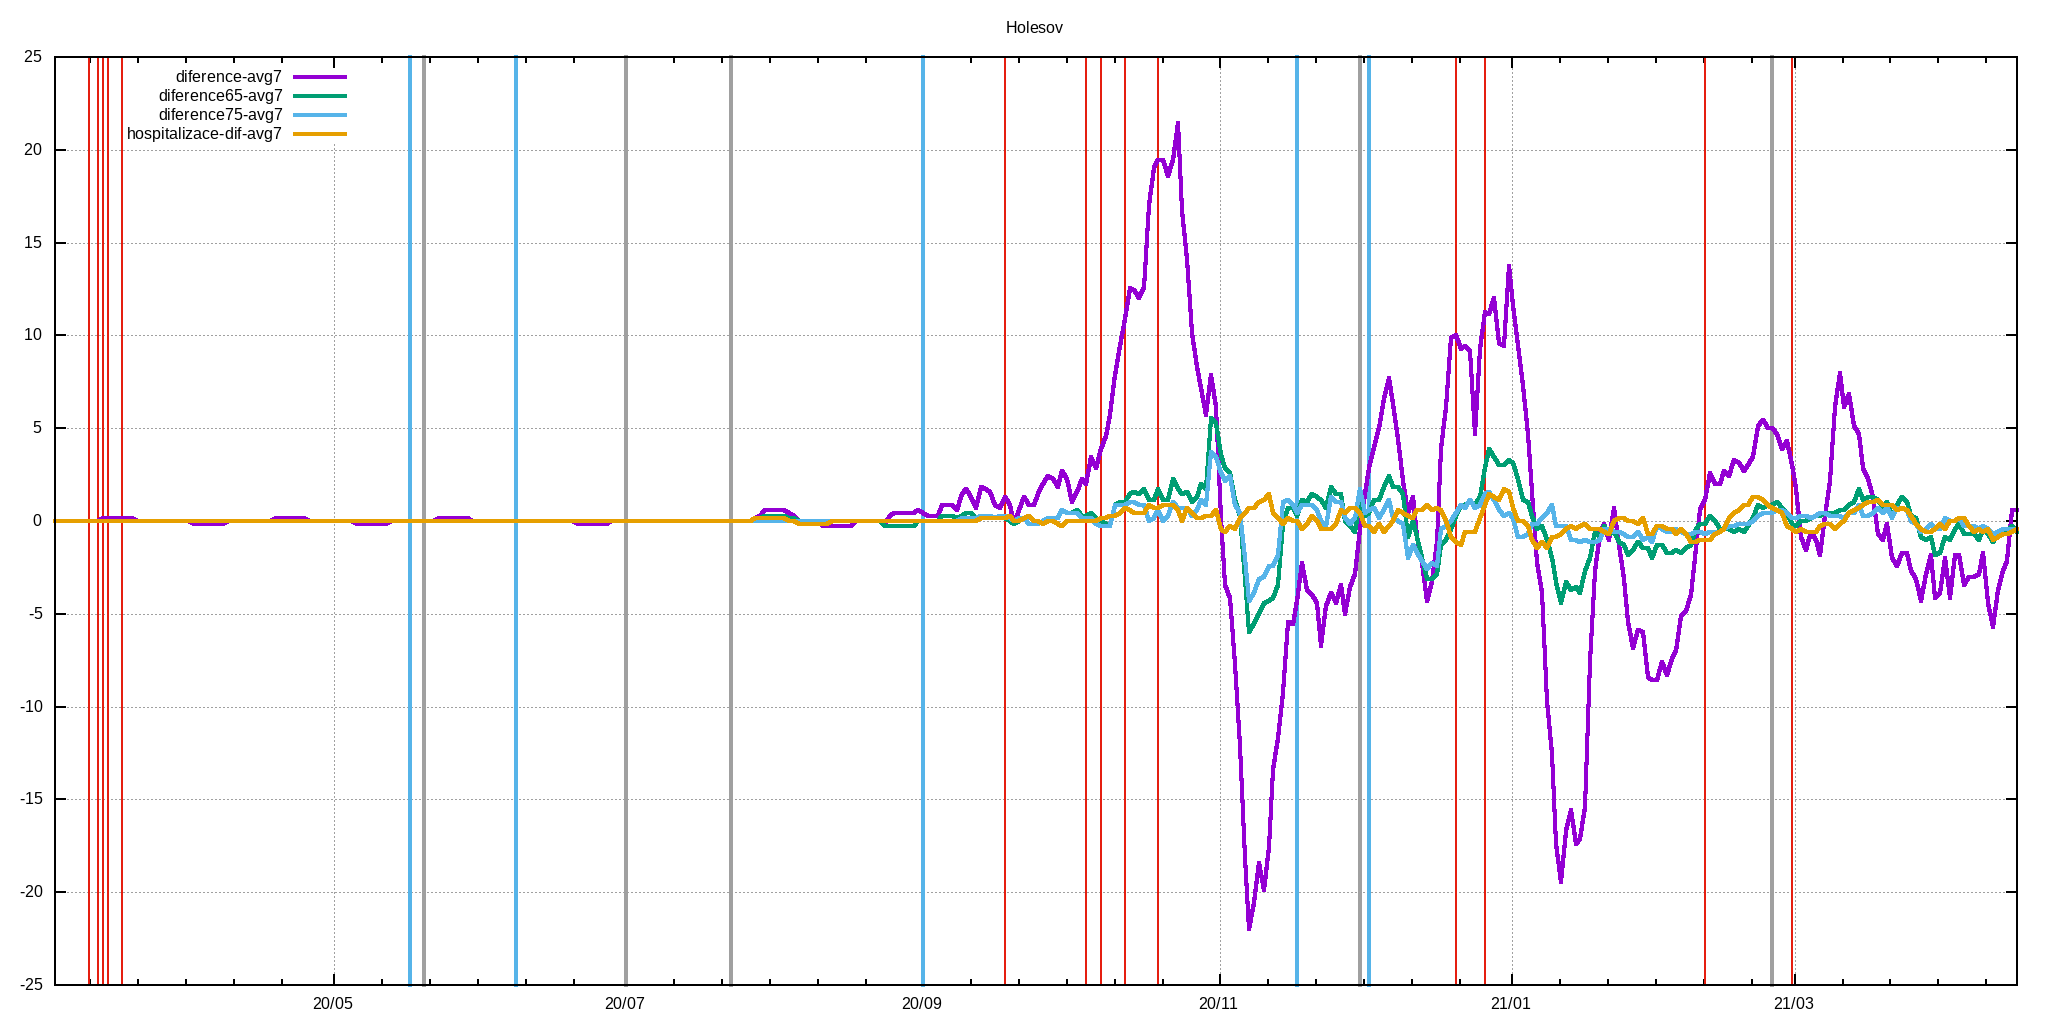 Holesov
25
20
15
10
5
0
-5
-10
-15
-20
-25
diference-avg7
diference65-avg7
diference75-avg7
hospitalizace-dif-avg7
20/05 20/07 20/09 20/11 21/01 21/03